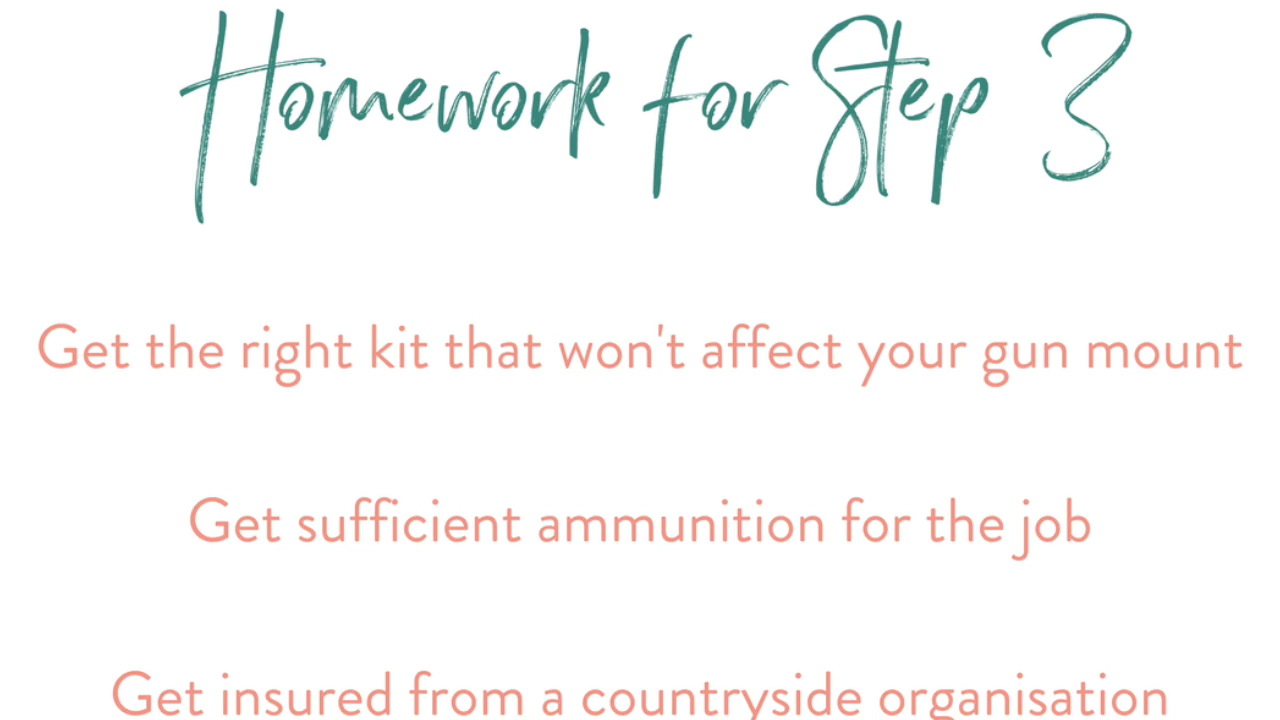 Homework for Step 3
Get the right kit that won't affect your gun mount
Get sufficient ammunition for the job
Get insured from a countryside organisation